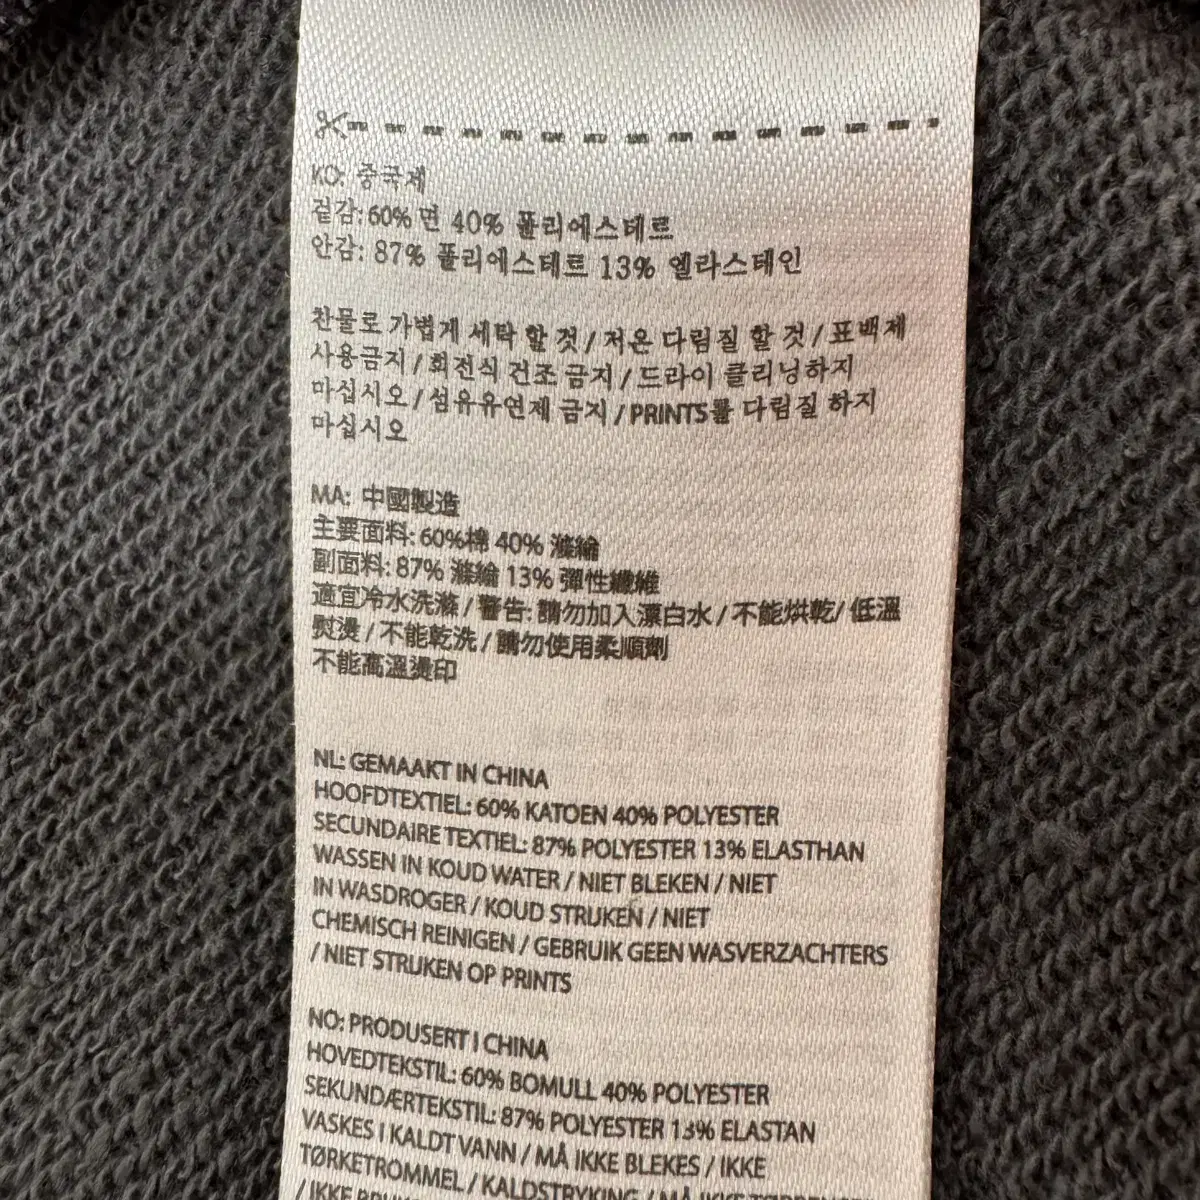 KO: 중국제
겉감: 60% 면 40% 폴리에스테르
안감: 87% 폴리에스테르 13% 엘라스테인
찬물로 가볍게 세탁 할 것 / 저온 다림질 할 것 / 표백제
사용금지 / 회전식 건조 금지 / 드라이 클리닝하지
마십시오 / 섬유유연제 금지 / PRINTS를 다림질 하지
마십시오
MA: 中國製造
主要面料: 60%棉 40% 滌綸
副面料: 87% 滌綸 13% 彈性纖維
適宜冷水洗滌 / 警告: 請勿加入漂白水 / 不能烘乾/ 低溫
熨燙 / 不能乾洗 / 請勿使用柔順劑
不能高溫燙印
NL: GEMAAKT IN CHINA
HOOFDTEXTIEL: 60% KATOEN 40% POLYESTER
SECUNDAIRE TEXTIEL: 87% POLYESTER 13% ELASTHAN
WASSEN IN KOUD WATER / NIET BLEKEN / NIET
IN WASDROGER / KOUD STRIJKEN / NIET
CHEMISCH REINIGEN / GEBRUIK GEEN WASVERZACHTERS
/ NIET STRIJKEN OP PRINTS
NO: PRODUSERT I CHINA
HOVEDTEKSTIL: 60% BOMULL 40% POLYESTER
SEKUNDÆRTEKSTIL: 87% POLYESTER 13% ELASTAN
VASKES I KALDT VANN / MÅ IKKE BLEKES / IKKE
TØRKETROMMEL / KALDSTRYKING / MÅ IKKE
/ IKKE